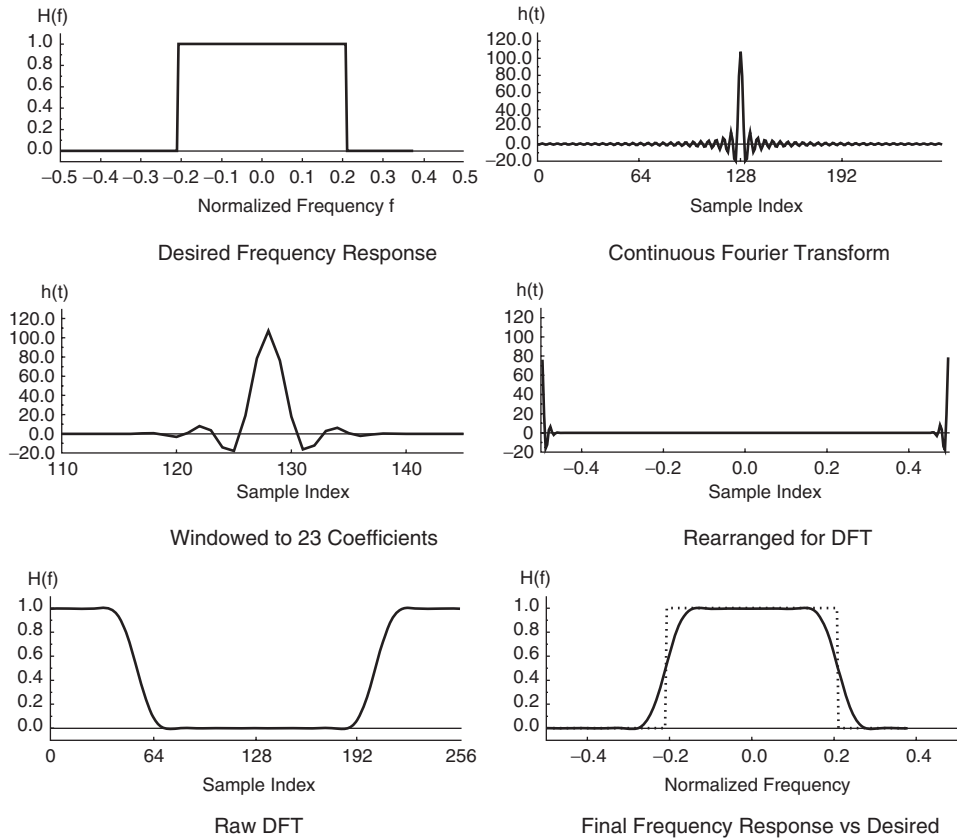 H(f)
1.0
0.8
0.6
0.4
0.2
0.0
−0.5 −0.4 −0.3 −0.2 −0.1 0.0 0.1 0.2 0.3 0.4 0.5
Normalized Frequency f
Desired Frequency Response
h(t)
120.0
100.0
80.0
60.0
40.0
20.0
0.0
−20.0
0 64 128 192
Sample Index
Continuous Fourier Transform
h(t)
120.0
100.0
80.0
60.0
40.0
20.0
0.0
−20.0
110 120 130 140
Sample Index
Windowed to 23 Coefficients
h(t)
120
100
80
60
40
20
0
−20
−0.4 −0.2 0.0 0.2 0.4
Sample Index
Rearranged for DFT
H(f)
1.0
0.8
0.6
0.4
0.2
0.0
0 64 128 192 256
Sample Index
Raw DFT
H(f)
1.0
0.8
0.6
0.4
0.2
0.0
−0.4 −0.2 0.0 0.2 0.4
Normalized Frequency
Final Frequency Response vs Desired